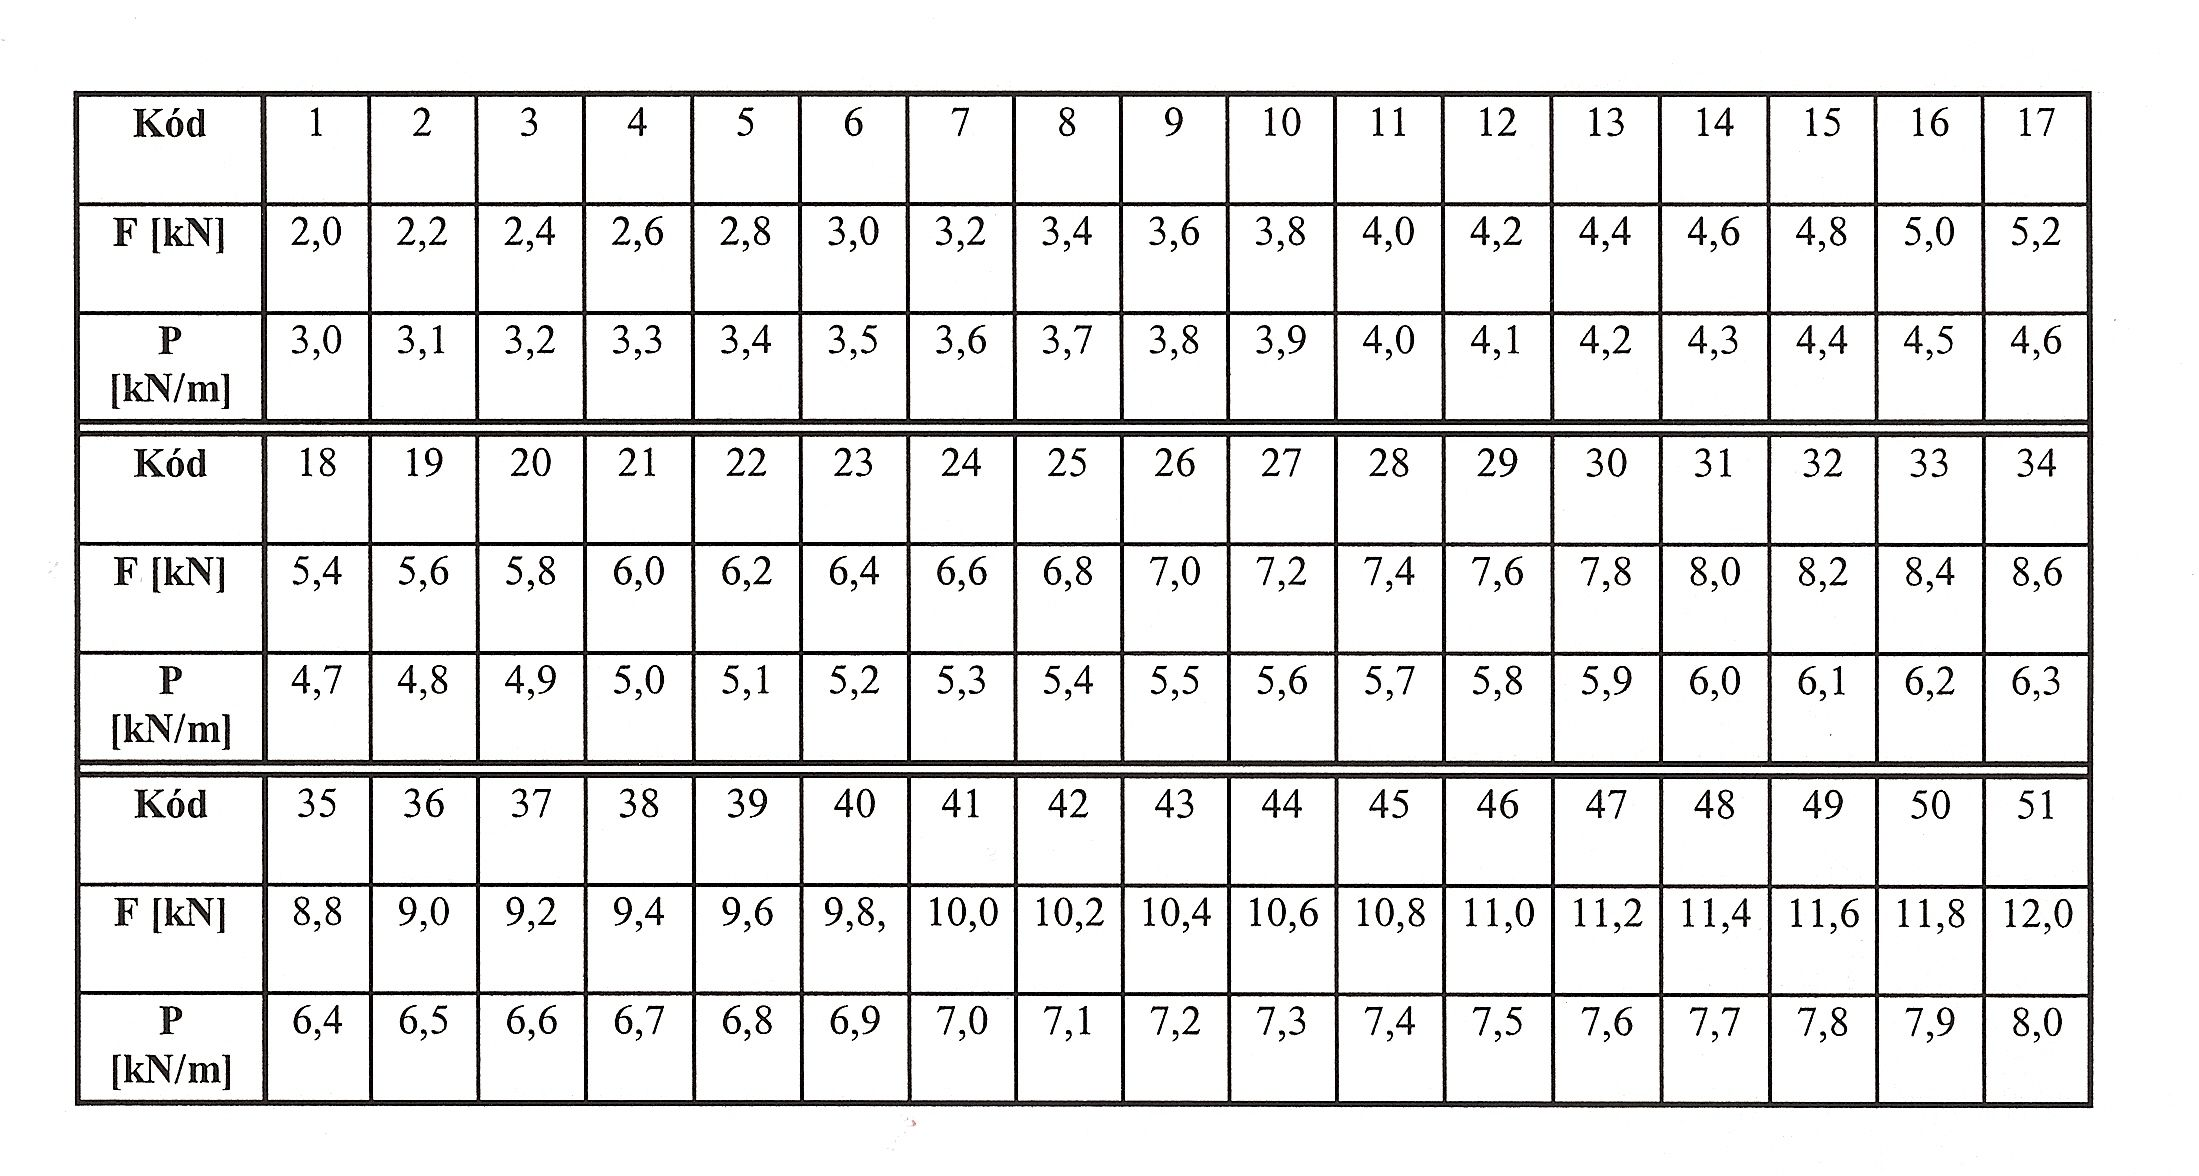 Kód 1 2 3 4 5 6 7 8 9 10 11 12 13 14 15 16 17
F [kN] 2,0 2,2 2,4 2,6 2,8 3,0 3,2 3,4 3,6 3,8 4,0 4,2 4,4 4,6 4,8 5,0 5,2
P 3,0 3,1 3,2 3,3 3,4 3,5 3,6 3,7 3,8 3,9 4,0 4,1 4,2 4,3 4,4 4,5 4,6
[kN/m]
Kód 18 19 20 21 22 23 24 25 26 27 28 29 30 31 32 33 34
F [kN] 5,4 5,6 5,8 6,0 6,2 6,4 6,6 6,8 7,0 7,2 7,4 7,6 7,8 8,0 8,2 8,4 8,6
P 4,7 4,8 4,9 5,0 5,1 5,2 5,3 5,4 5,5 5,6 5,7 5,8 5,9 6,0 6,1 6,2 6,3
[kN/m]
Kód 35 36 37 38 39 40 41 42 43 44 45 46 47 48 49 50 51
F [kN] 8,8 9,0 9,2 9,4 9,6 9,8, 10,0 10,2 10,4 10,6 10,8 11,0 11,2 11,4 11,6 11,8 12,0
P 6,4 6,5 6,6 6,7 6,8 6,9 7,0 7,1 7,2 7,3 7,4 7,5 7,6 7,7 7,8 7,9 8,0
[kN/m]